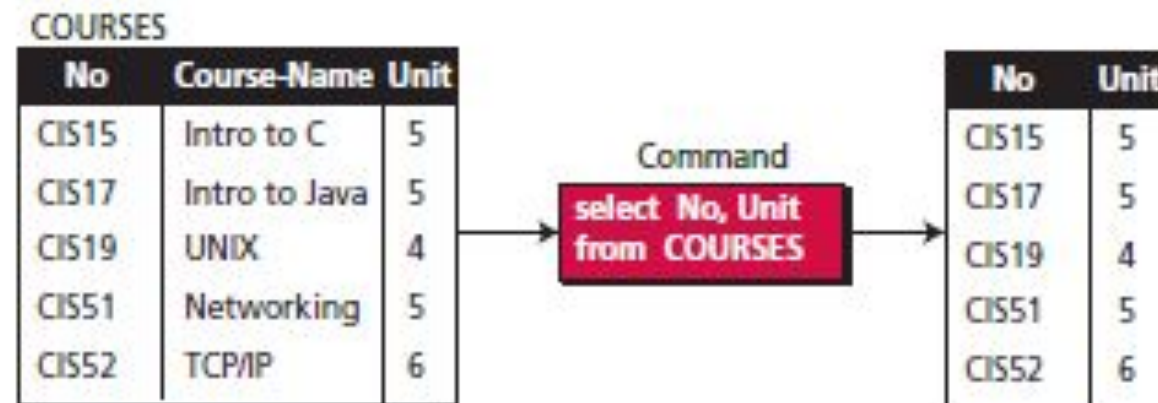 COURSES
No Course-Name Unit
CIS15 Intro to C 5
CIS17 Intro to Java 5
CIS19 UNIX 4
CIS51 Networking 5
CIS52 TCP/IP 6
Command
select No, Unit
from COURSES
No Unit
CIS15 5
CIS17 5
CIS19 4
CIS51 5
CIS52 6